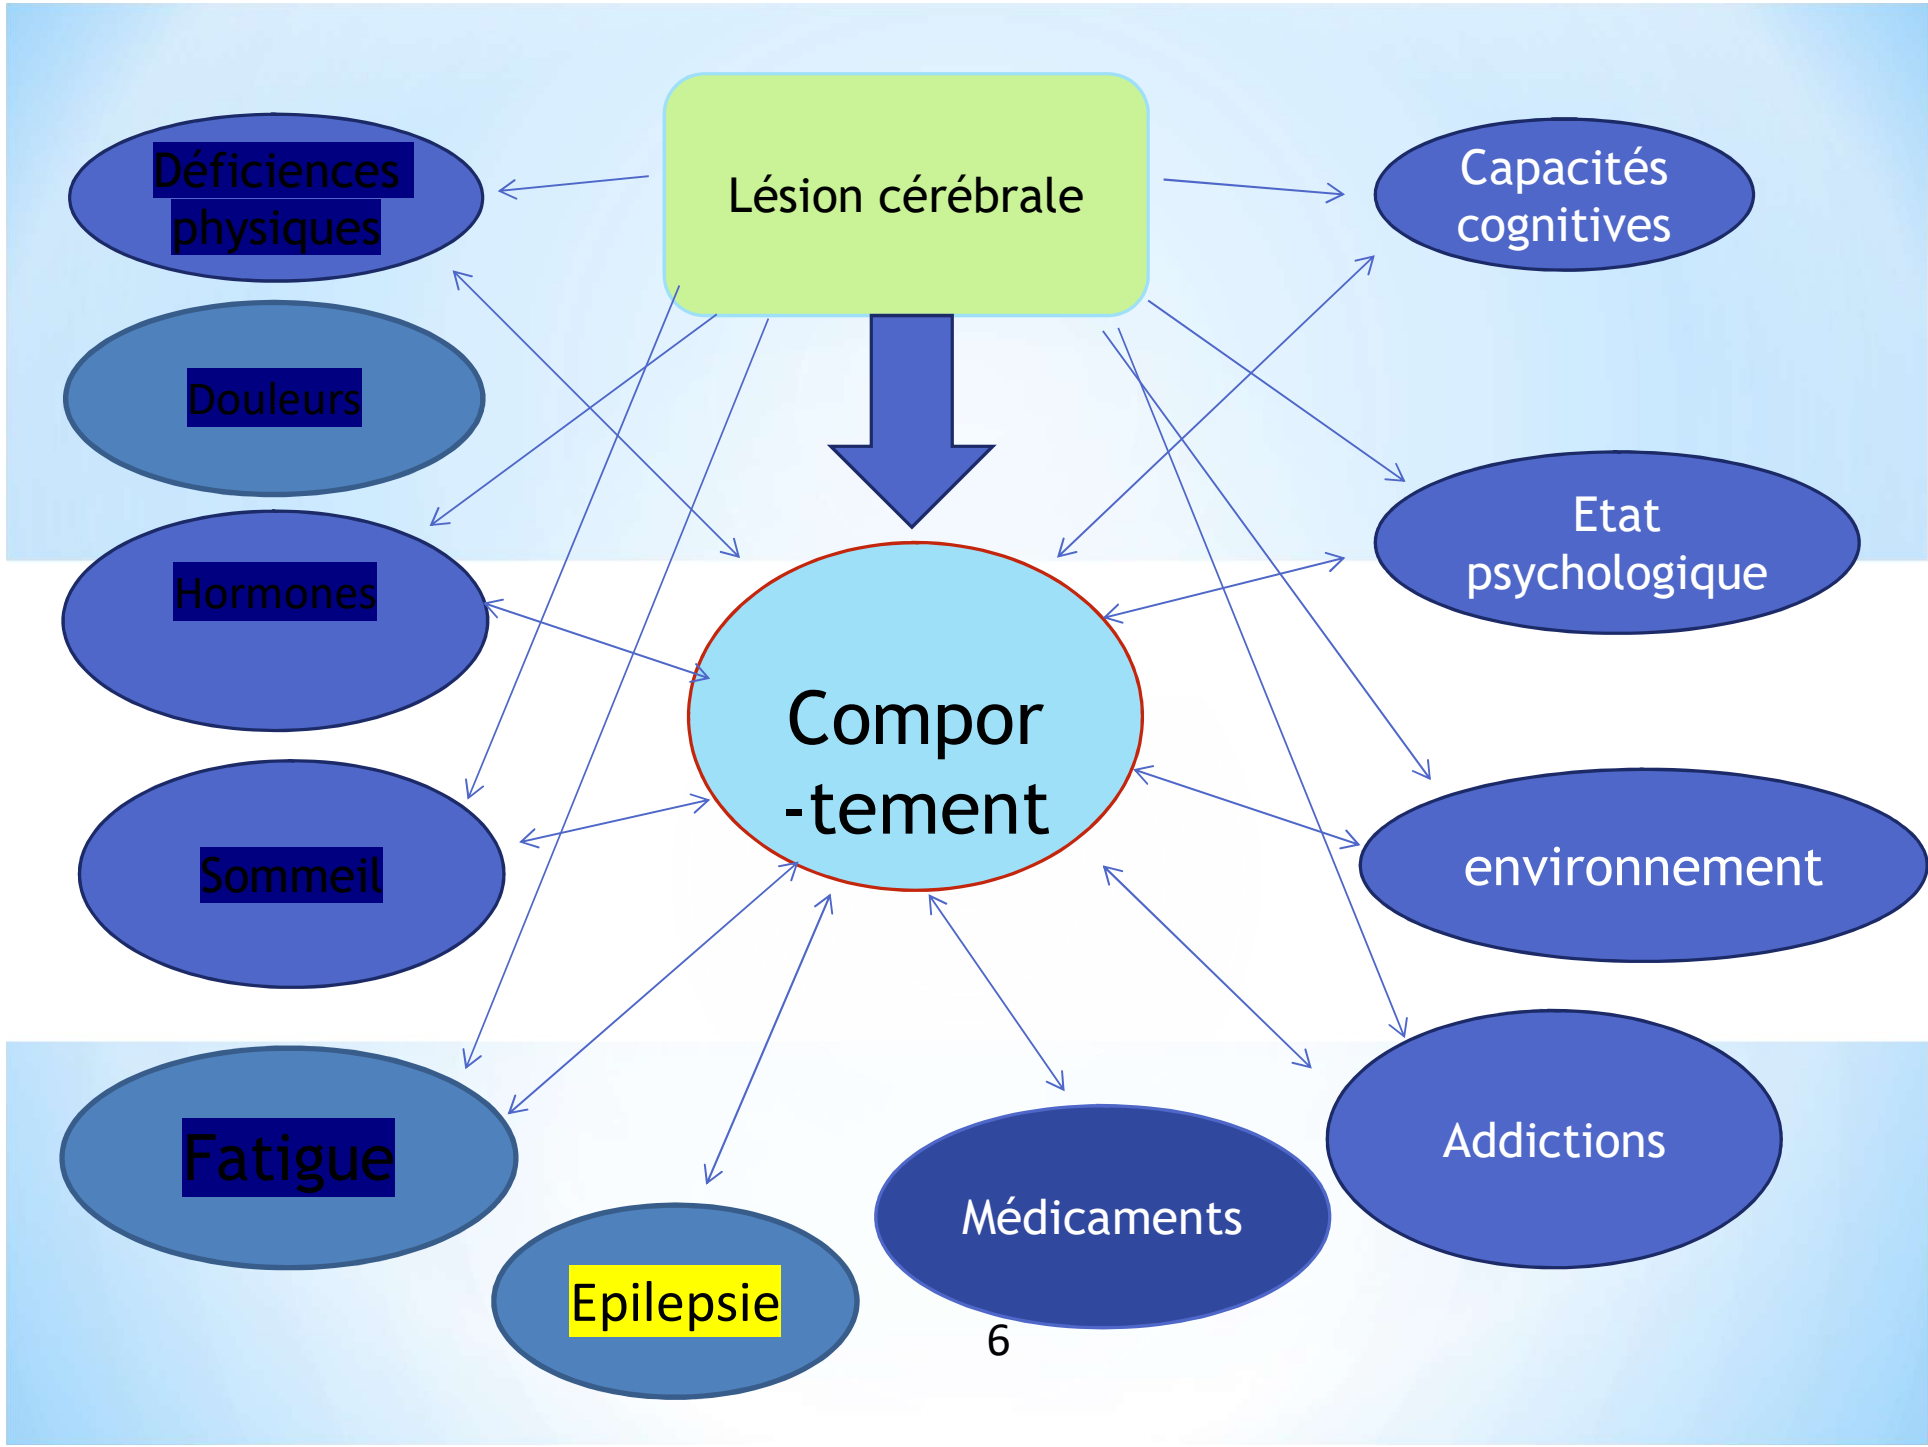 Lésion cérébrale
Déficiences
physiques
Capacités
cognitives
Douleurs
Etat
psychologique
Hormones
Compor
-tement
Sommeil
environnement
Fatigue
Addictions
Médicaments
Epilepsie
6